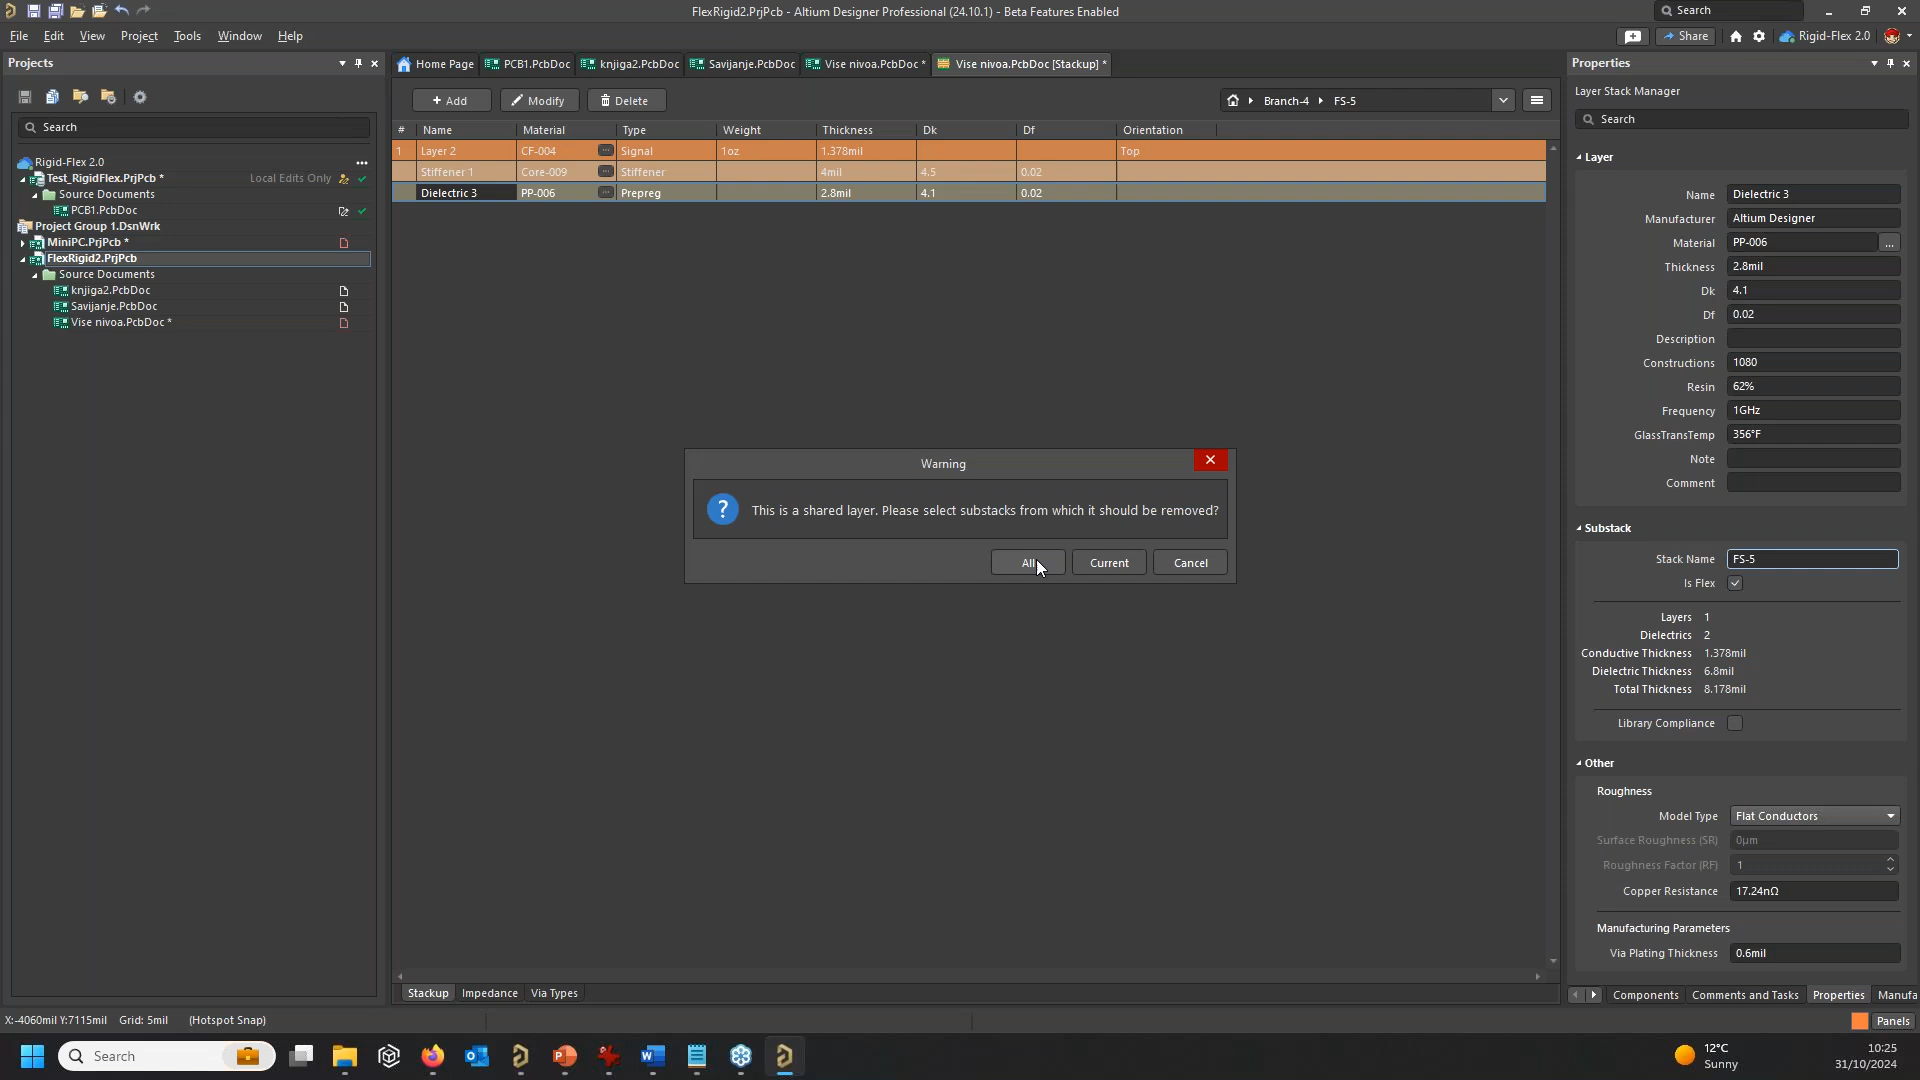 FlexRigid2.PrjPcb - Altium Designer Professional (24.10.1) - Beta Features Enabled
Search
File Edit View Project Tools Window Help
Share
Rigid-Flex 2.0
Projects
Home Page PCB1.PcbDoc knjiga2.PcbDoc Savijanje.PcbDoc Vise nivoa.PcbDoc * Vise nivoa.PcbDoc [Stackup] *
Properties
Layer Stack Manager
Search
+ Add Modify Delete
Branch-4 FS-5
Search
# Name Material Type Weight Thickness Dk Df Orientation
1 Layer 2 CF-004 Signal 1oz 1.378mil Top
Stiffener 1 Core-009 Stiffener 4mil 4.5 0.02
Dielectric 3 PP-006 Prepreg 2.8mil 4.1 0.02
Rigid-Flex 2.0
Test_RigidFlex.PrjPcb * Local Edits Only
Source Documents
PCB1.PcbDoc
Project Group 1.DsnWrk
MiniPC.PrjPcb *
FlexRigid2.PrjPcb
Source Documents
knjiga2.PcbDoc
Savijanje.PcbDoc
Vise nivoa.PcbDoc *
Warning
? This is a shared layer. Please select substacks from which it should be removed?
All Current Cancel
Layer
Name Dielectric 3
Manufacturer Altium Designer
Material PP-006 ...
Thickness 2.8mil
Dk 4.1
Df 0.02
Description
Constructions 1080
Resin 62%
Frequency 1GHz
GlassTransTemp 356°F
Note
Comment
Substack
Stack Name FS-5
Is Flex
Layers 1
Dielectrics 2
Conductive Thickness 1.378mil
Dielectric Thickness 6.8mil
Total Thickness 8.178mil
Library Compliance
Other
Roughness
Model Type Flat Conductors
Surface Roughness (SR) 0µm
Roughness Factor (RF) 1
Copper Resistance 17.24nΩ
Manufacturing Parameters
Via Plating Thickness 0.6mil
Stackup Impedance Via Types
Components Comments and Tasks Properties Manufa
X:-4060mil Y:7115mil Grid: 5mil (Hotspot Snap)
Panels
Search
12°C
Sunny
10:25
31/10/2024